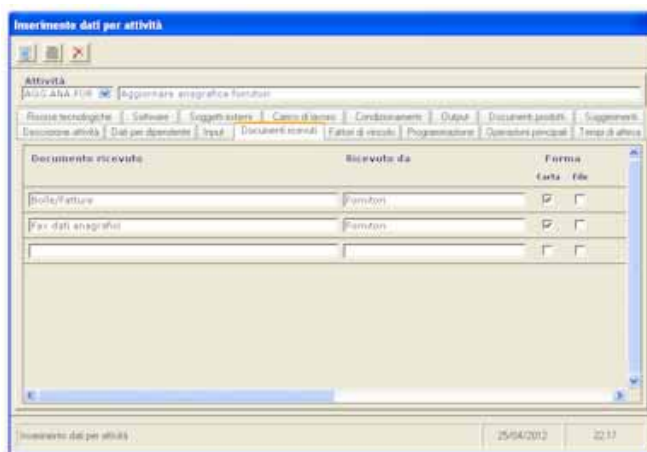 Inserimento dati per attività
Attività
AGG.ANA.FOR Aggiornare anagrafica fornitori
Risorse tecnologiche Software Soggetti esterni Carico di lavoro Condizionamenti Output Documenti prodotti Suggerimenti
Descrizione attività Dati per dipendente Input Documenti ricevuti Fattori di vincolo Programmazione Operazioni principali Tempi di attesa
Documento ricevuto Ricevuto da Forma
Carta File
Bolle/Fatture Fornitori
Fax dati anagrafici Fornitori
Inserimento dati per attività 25/04/2012 22.17